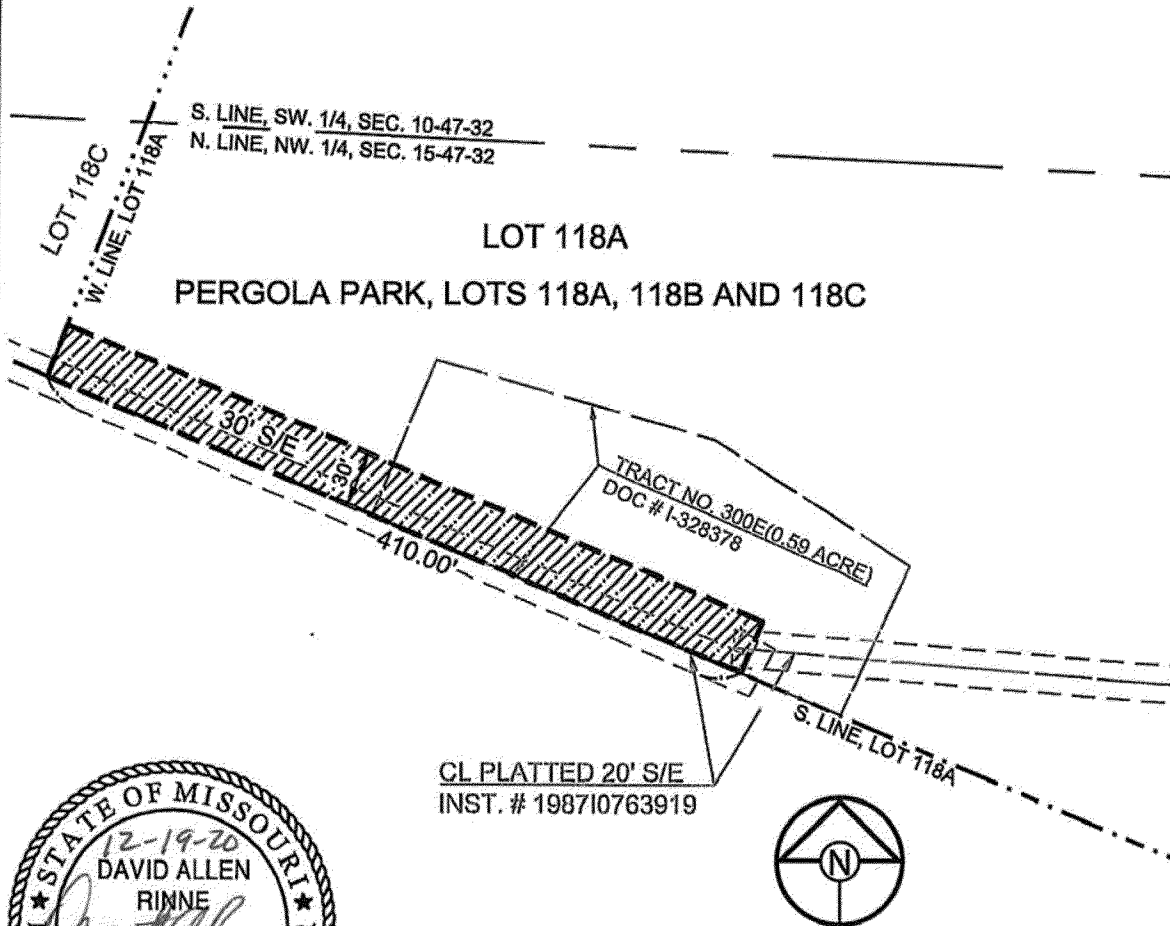 S. LINE, SW. 1/4, SEC. 10-47-32
N. LINE, NW. 1/4, SEC. 15-47-32
LOT 118C
W. LINE, LOT 118A
LOT 118A
PERGOLA PARK, LOTS 118A, 118B AND 118C
30' S/E
30'
410.00'
TRACT NO. 300E(0.59 ACRE)
DOC # I-328378
S. LINE, LOT 118A
CL PLATTED 20' S/E
INST. # 1987I0763919
N
STATE OF MISSOURI
12-19-20
DAVID ALLEN
RINNE